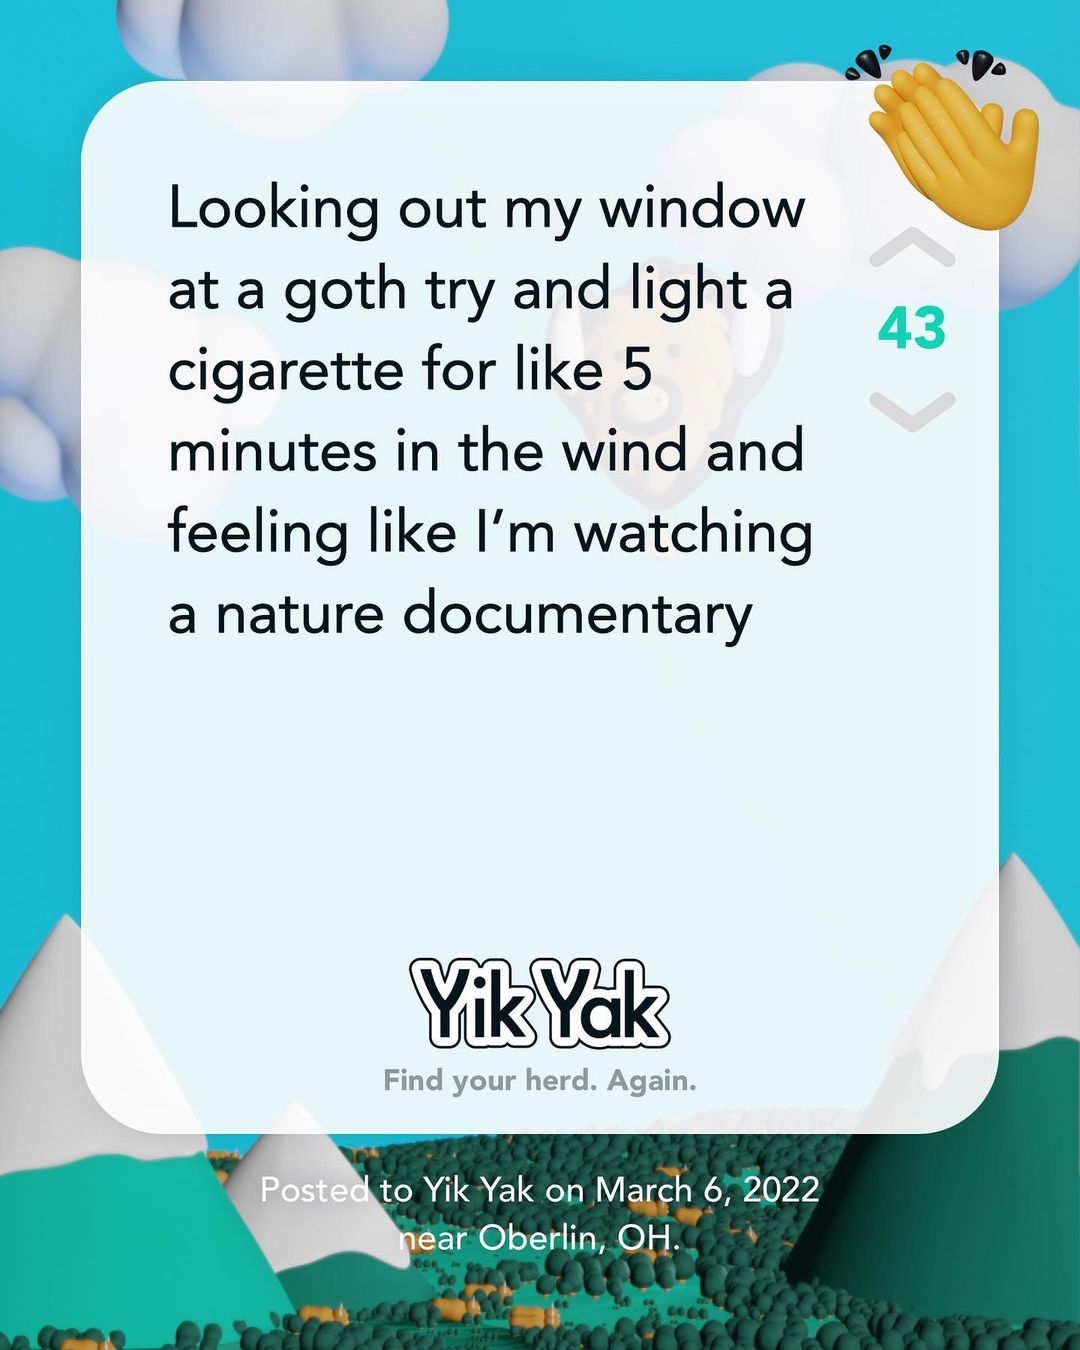 Looking out my window
at a goth try and light a
cigarette for like 5
minutes in the wind and
feeling like I’m watching
a nature documentary
43
Yik Yak
Find your herd. Again.
Posted to Yik Yak on March 6, 2022
near Oberlin, OH.